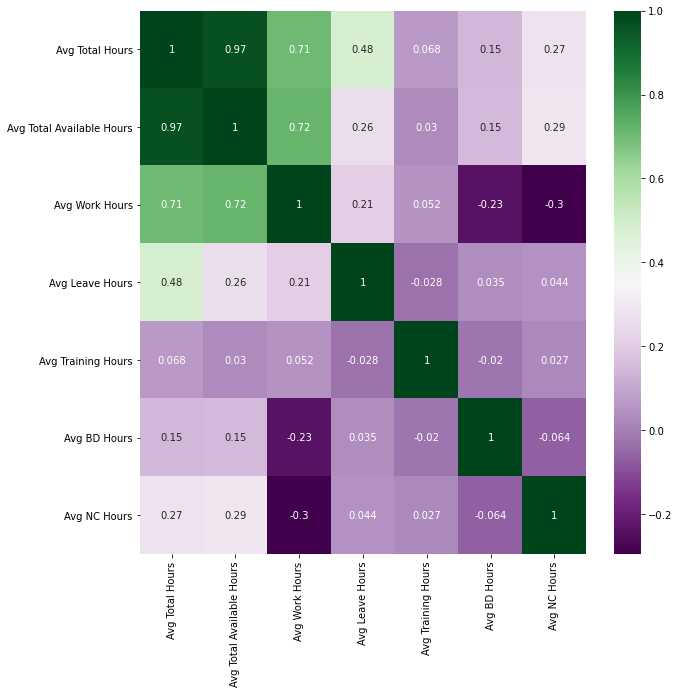 Avg Total Hours 1 0.97 0.71 0.48 0.068 0.15 0.27
Avg Total Available Hours 0.97 1 0.72 0.26 0.03 0.15 0.29
Avg Work Hours 0.71 0.72 1 0.21 0.052 -0.23 -0.3
Avg Leave Hours 0.48 0.26 0.21 1 -0.028 0.035 0.044
Avg Training Hours 0.068 0.03 0.052 -0.028 1 -0.02 0.027
Avg BD Hours 0.15 0.15 -0.23 0.035 -0.02 1 -0.064
Avg NC Hours 0.27 0.29 -0.3 0.044 0.027 -0.064 1
Avg Total Hours
Avg Total Available Hours
Avg Work Hours
Avg Leave Hours
Avg Training Hours
Avg BD Hours
Avg NC Hours
1.0
0.8
0.6
0.4
0.2
0.0
−0.2